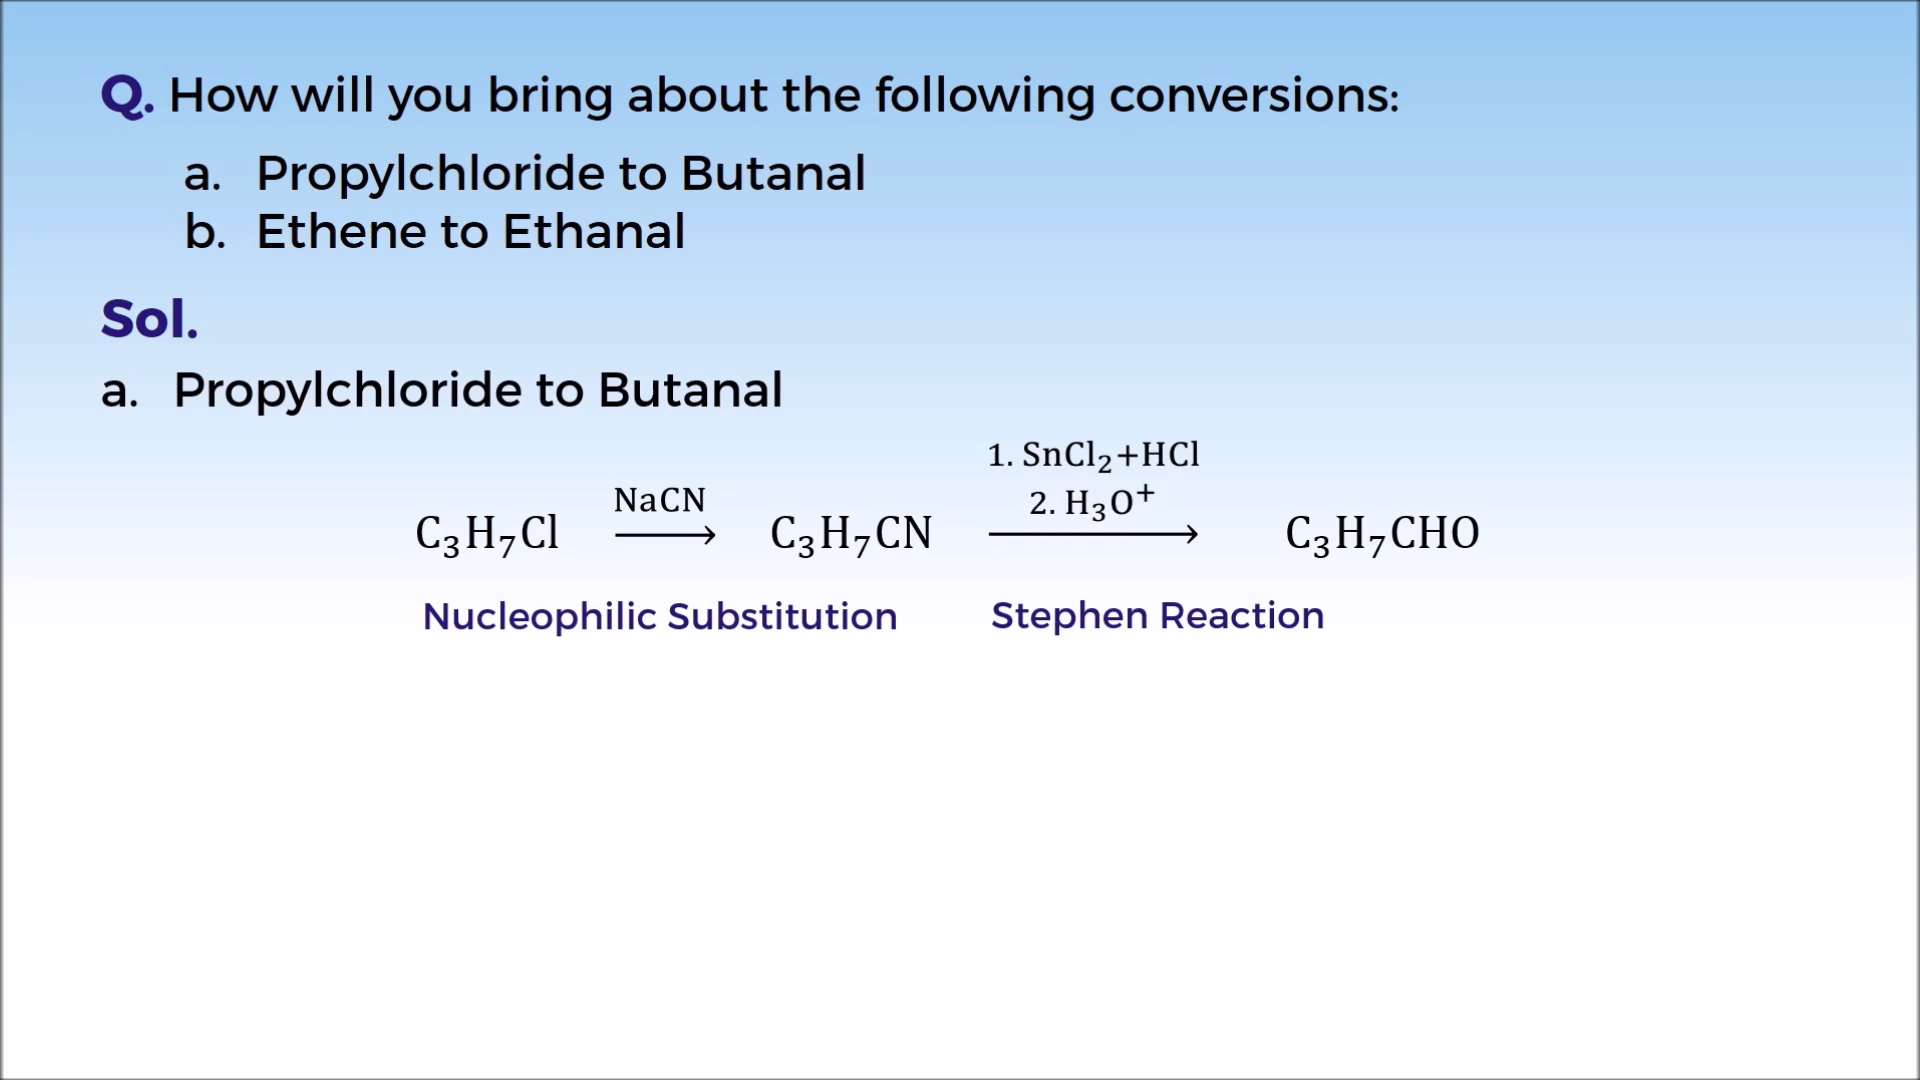 Q. How will you bring about the following conversions:
a. Propylchloride to Butanal
b. Ethene to Ethanal
Sol.
a. Propylchloride to Butanal
1. SnCl₂+HCl
NaCN 2. H₃O⁺
C₃H₇Cl ⟶ C₃H₇CN ⟶ C₃H₇CHO
Nucleophilic Substitution Stephen Reaction